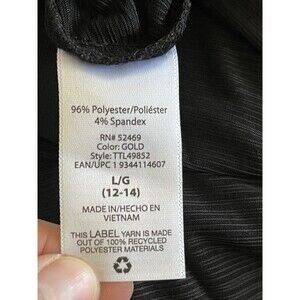 96% Polyester/Poliéster
4% Spandex
RN# 52469
Color: GOLD
Style: TTL49852
EAN/UPC 1 9344114607
L/G
(12-14)
MADE IN/HECHO EN
VIETNAM
THIS LABEL YARN IS MADE
OUT OF 100% RECYCLED
POLYESTER MATERIALS